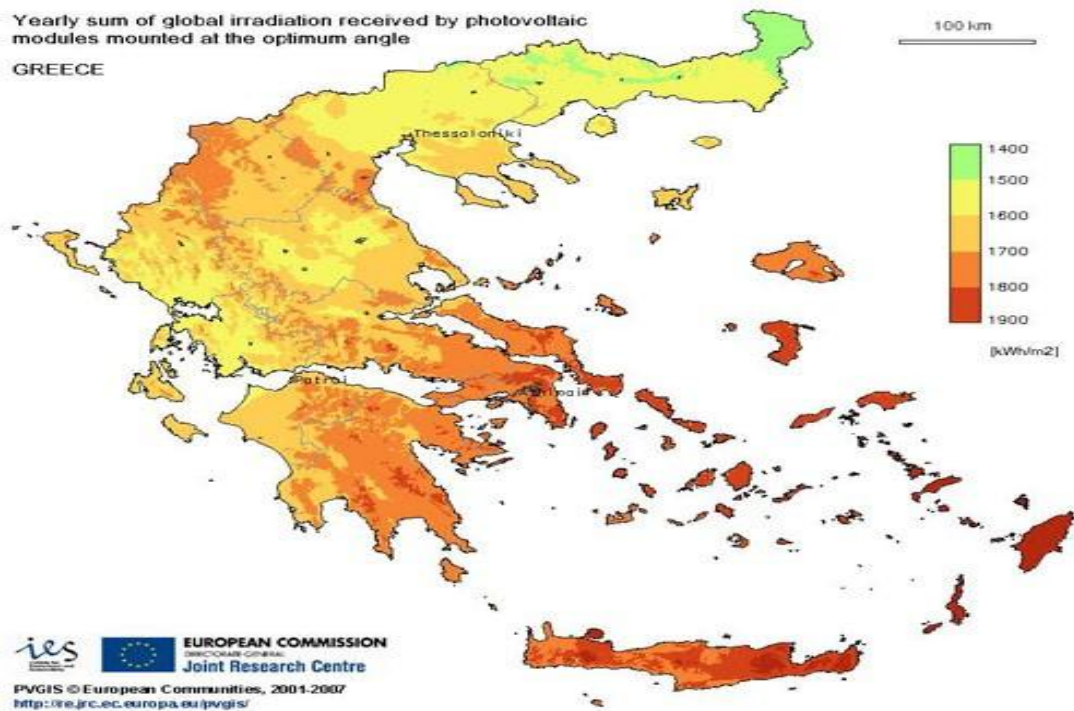 Yearly sum of global irradiation received by photovoltaic
modules mounted at the optimum angle
GREECE
100 km
Thessaloniki
1400
1500
1600
1700
1800
1900
[kWh/m2]
Patrai
ies
EUROPEAN COMMISSION
DIRECTORATE-GENERAL
Joint Research Centre
PVGIS © European Communities, 2001-2007
http://re.jrc.ec.europa.eu/pvgis/